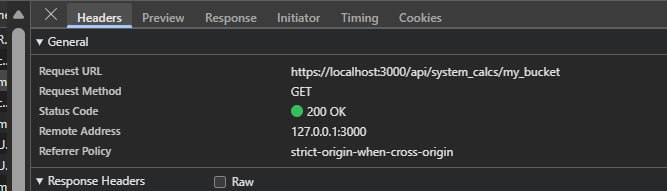 Headers Preview Response Initiator Timing Cookies
General
Request URL https://localhost:3000/api/system_calcs/my_bucket
Request Method GET
Status Code 200 OK
Remote Address 127.0.0.1:3000
Referrer Policy strict-origin-when-cross-origin
Response Headers Raw